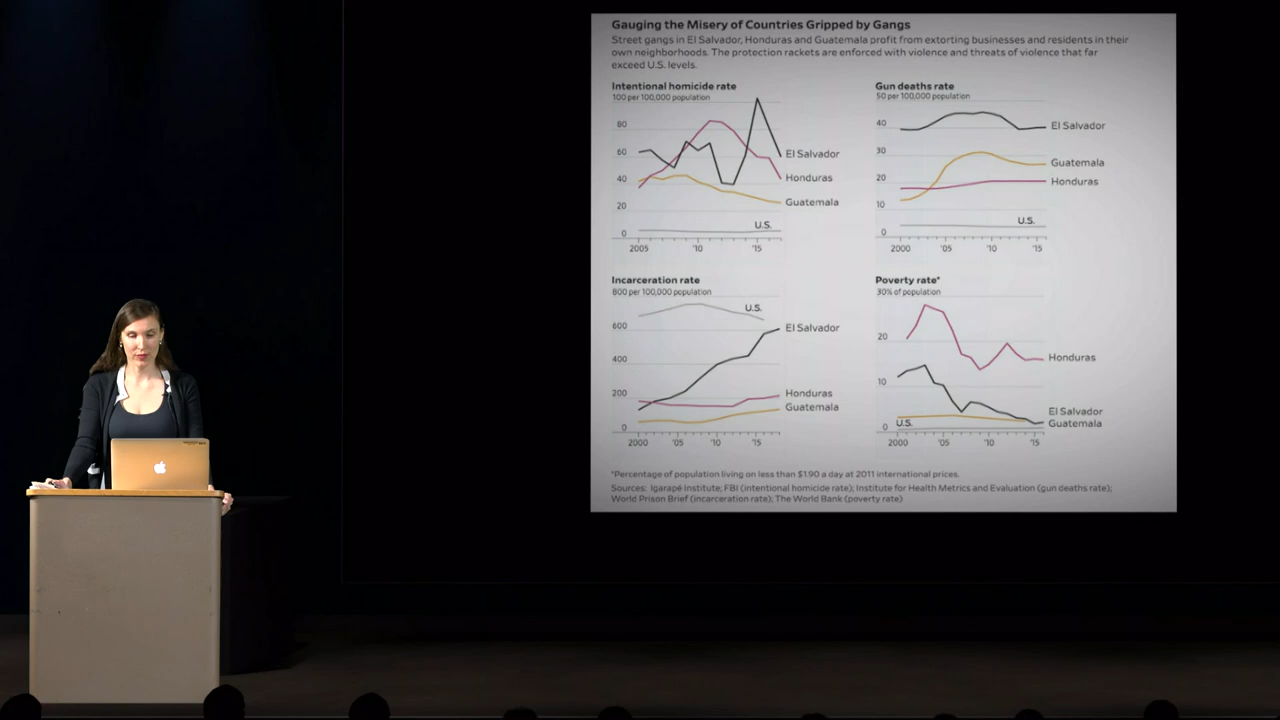 Gauging the Misery of Countries Gripped by Gangs
Street gangs in El Salvador, Honduras and Guatemala profit from extorting businesses and residents in their
own neighborhoods. The protection rackets are enforced with violence and threats of violence that far
exceed U.S. levels.
Intentional homicide rate
100 per 100,000 population
80
60
40
20
0
El Salvador
Honduras
Guatemala
U.S.
2005 '10 '15
Gun deaths rate
50 per 100,000 population
40
30
20
10
0
El Salvador
Guatemala
Honduras
U.S.
2000 '05 '10 '15
Incarceration rate
800 per 100,000 population
600
400
200
0
U.S.
El Salvador
Honduras
Guatemala
2000 '05 '10 '15
Poverty rate*
30% of population
20
10
0
Honduras
El Salvador
Guatemala
U.S.
2000 '05 '10 '15
*Percentage of population living on less than $1.90 a day at 2011 international prices.
Sources: Igarapé Institute; FBI (intentional homicide rate); Institute for Health Metrics and Evaluation (gun deaths rate);
World Prison Brief (incarceration rate), The World Bank (poverty rate)